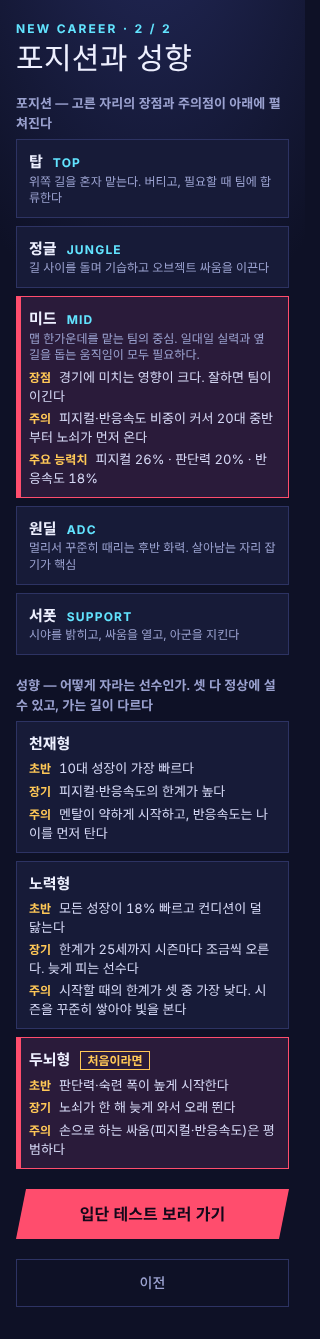 NEW CAREER · 2 / 2
포지션과 성향
포지션 — 고른 자리의 장점과 주의점이 아래에 펼
쳐진다
탑 TOP
위쪽 길을 혼자 맡는다. 버티고, 필요할 때 팀에 합
류한다
정글 JUNGLE
길 사이를 돌며 기습하고 오브젝트 싸움을 이끈다
미드 MID
맵 한가운데를 맡는 팀의 중심. 일대일 실력과 옆
길을 돕는 움직임이 모두 필요하다.
장점 경기에 미치는 영향이 크다. 잘하면 팀이
이긴다
주의 피지컬·반응속도 비중이 커서 20대 중반
부터 노쇠가 먼저 온다
주요 능력치 피지컬 26% · 판단력 20% · 반
응속도 18%
원딜 ADC
멀리서 꾸준히 때리는 후반 화력. 살아남는 자리 잡
기가 핵심
서폿 SUPPORT
시야를 밝히고, 싸움을 열고, 아군을 지킨다
성향 — 어떻게 자라는 선수인가. 셋 다 정상에 설
수 있고, 가는 길이 다르다
천재형
초반 10대 성장이 가장 빠르다
장기 피지컬·반응속도의 한계가 높다
주의 멘탈이 약하게 시작하고, 반응속도는 나
이를 먼저 탄다
노력형
초반 모든 성장이 18% 빠르고 컨디션이 덜
닳는다
장기 한계가 25세까지 시즌마다 조금씩 오른
다. 늦게 피는 선수다
주의 시작할 때의 한계가 셋 중 가장 낮다. 시
즌을 꾸준히 쌓아야 빛을 본다
두뇌형 처음이라면
초반 판단력·숙련 폭이 높게 시작한다
장기 노쇠가 한 해 늦게 와서 오래 뛴다
주의 손으로 하는 싸움(피지컬·반응속도)은 평
범하다
입단 테스트 보러 가기
이전